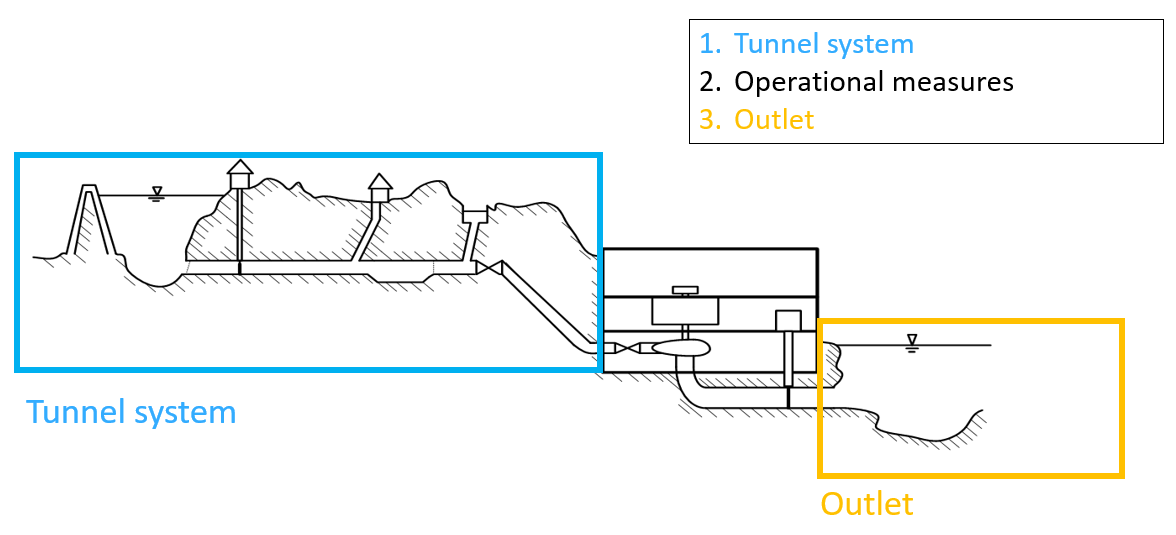 1. Tunnel system
2. Operational measures
3. Outlet
Tunnel system
Outlet